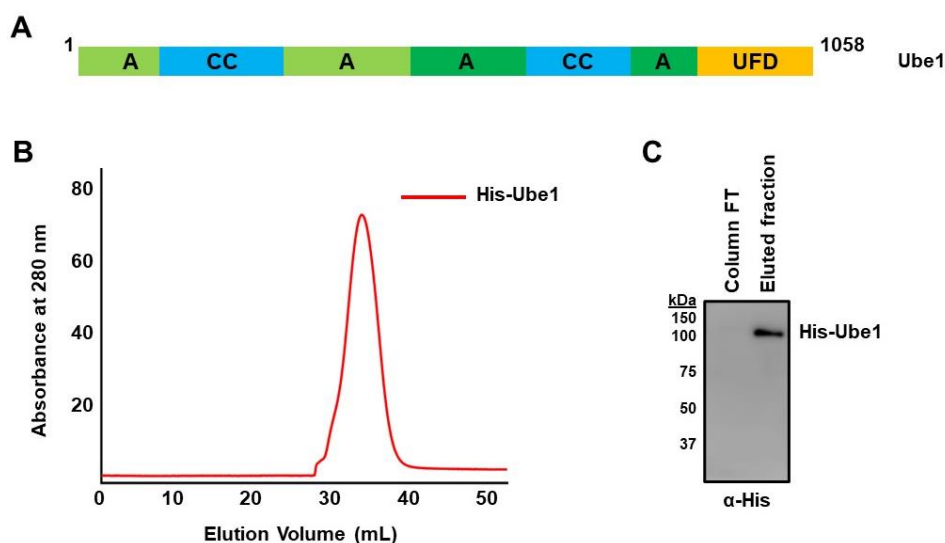 A
1
1058
A CC A A CC A UFD
Ube1
B
80
60
40
20
0 10 20 30 40 50
Absorbance at 280 nm
Elution Volume (mL)
His-Ube1
C
Column FT
Eluted fraction
kDa
150
100
75
50
37
His-Ube1
α-His